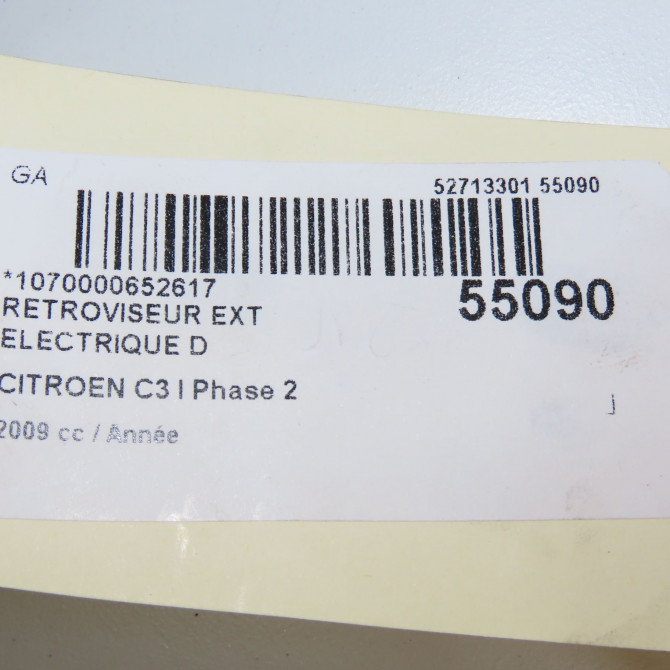 GA
52713301 55090
*1070000652617
55090
RETROVISEUR EXT
ELECTRIQUE D
CITROEN C3 I Phase 2
j
2009 cc / Année